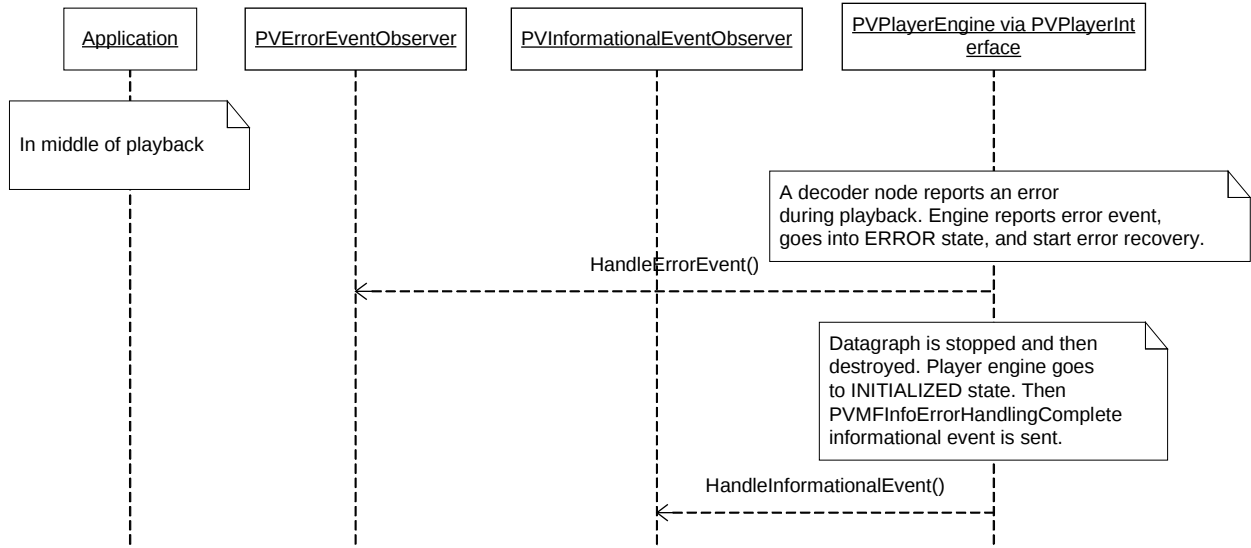 Application
PVErrorEventObserver
PVInformationalEventObserver
PVPlayerEngine via PVPlayerInt
erface
In middle of playback
A decoder node reports an error
during playback. Engine reports error event,
goes into ERROR state, and start error recovery.
HandleErrorEvent()
Datagraph is stopped and then
destroyed. Player engine goes
to INITIALIZED state. Then
PVMFInfoErrorHandlingComplete
informational event is sent.
HandleInformationalEvent()